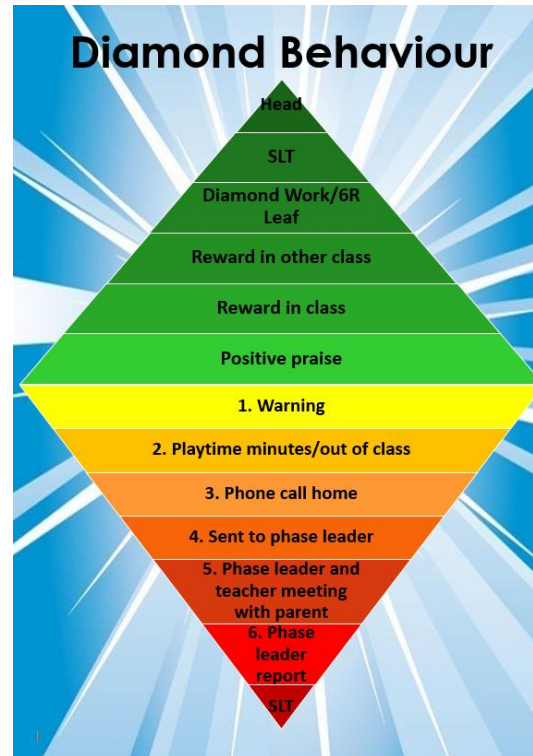 Diamond Behaviour
Head
SLT
Diamond Work/6R
Leaf
Reward in other class
Reward in class
Positive praise
1. Warning
2. Playtime minutes/out of class
3. Phone call home
4. Sent to phase leader
5. Phase leader and
teacher meeting
with parent
6. Phase
leader
report
SLT